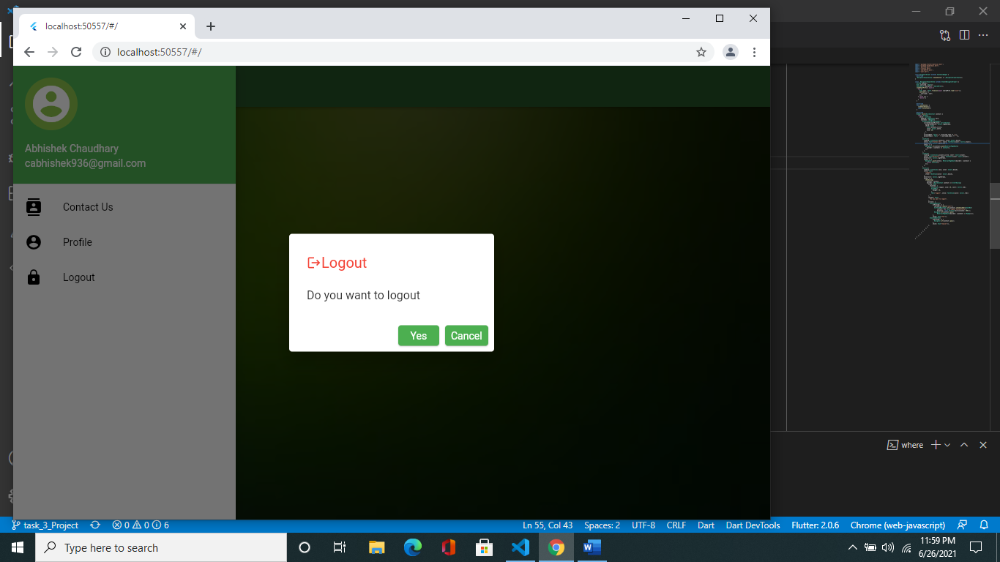 localhost:50557/#/
localhost:50557/#/
Abhishek Chaudhary
cabhishek936@gmail.com
Contact Us
Profile
Logout
Logout
Do you want to logout
Yes
Cancel
where
task_3_Project
0
0
6
Ln 55, Col 43
Spaces: 2
UTF-8
CRLF
Dart
Dart DevTools
Flutter: 2.0.6
Chrome (web-javascript)
Type here to search
11:59 PM
6/26/2021